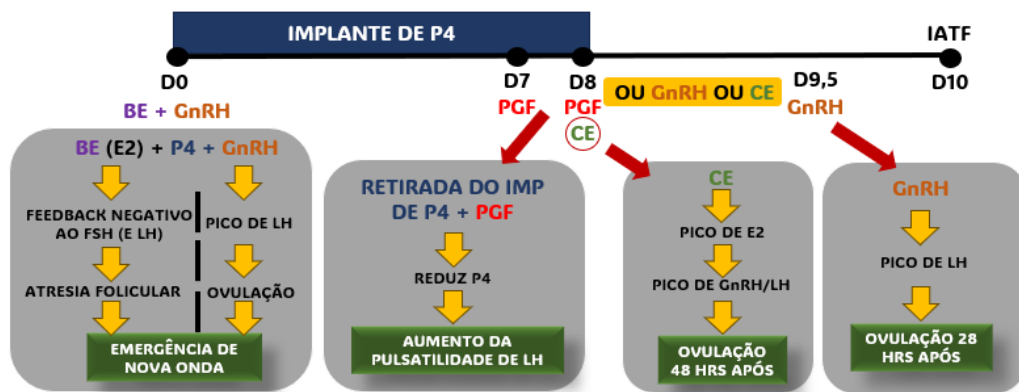 IMPLANTE DE P4
IATF
D0
D7
D8
D9,5
D10
BE + GnRH
PGF
PGF
OU GnRH OU CE
GnRH
CE
BE (E2) + P4 + GnRH
FEEDBACK NEGATIVO
AO FSH (E LH)
PICO DE LH
ATRESIA FOLICULAR
OVULAÇÃO
EMERGÊNCIA DE
NOVA ONDA
RETIRADA DO IMP
DE P4 + PGF
REDUZ P4
AUMENTO DA
PULSATILIDADE DE LH
CE
PICO DE E2
PICO DE GnRH/LH
OVULAÇÃO
48 HRS APÓS
GnRH
PICO DE LH
OVULAÇÃO 28
HRS APÓS